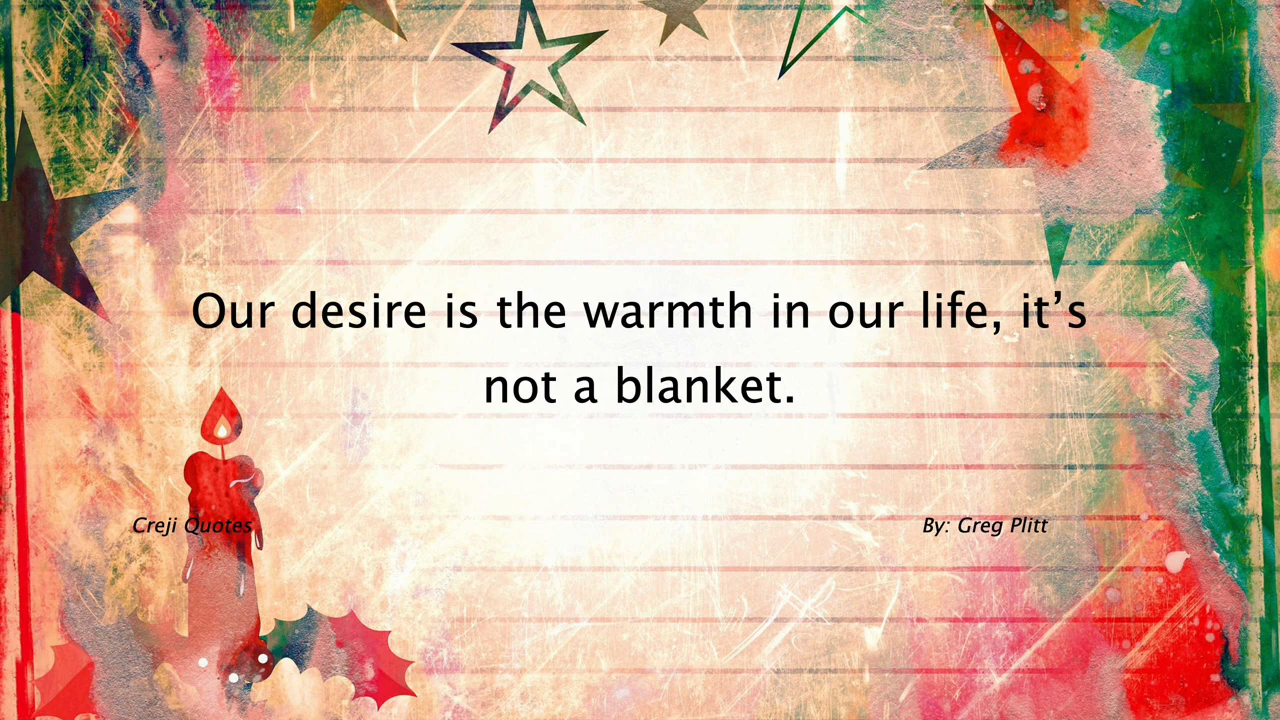 Our desire is the warmth in our life, it’s
not a blanket.
Creji Quotes
By: Greg Plitt